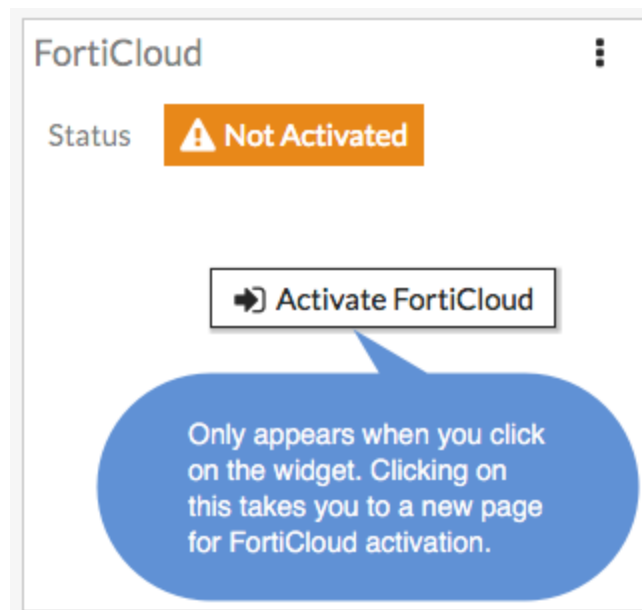 FortiCloud
Status Not Activated
Activate FortiCloud
Only appears when you click
on the widget. Clicking on
this takes you to a new page
for FortiCloud activation.